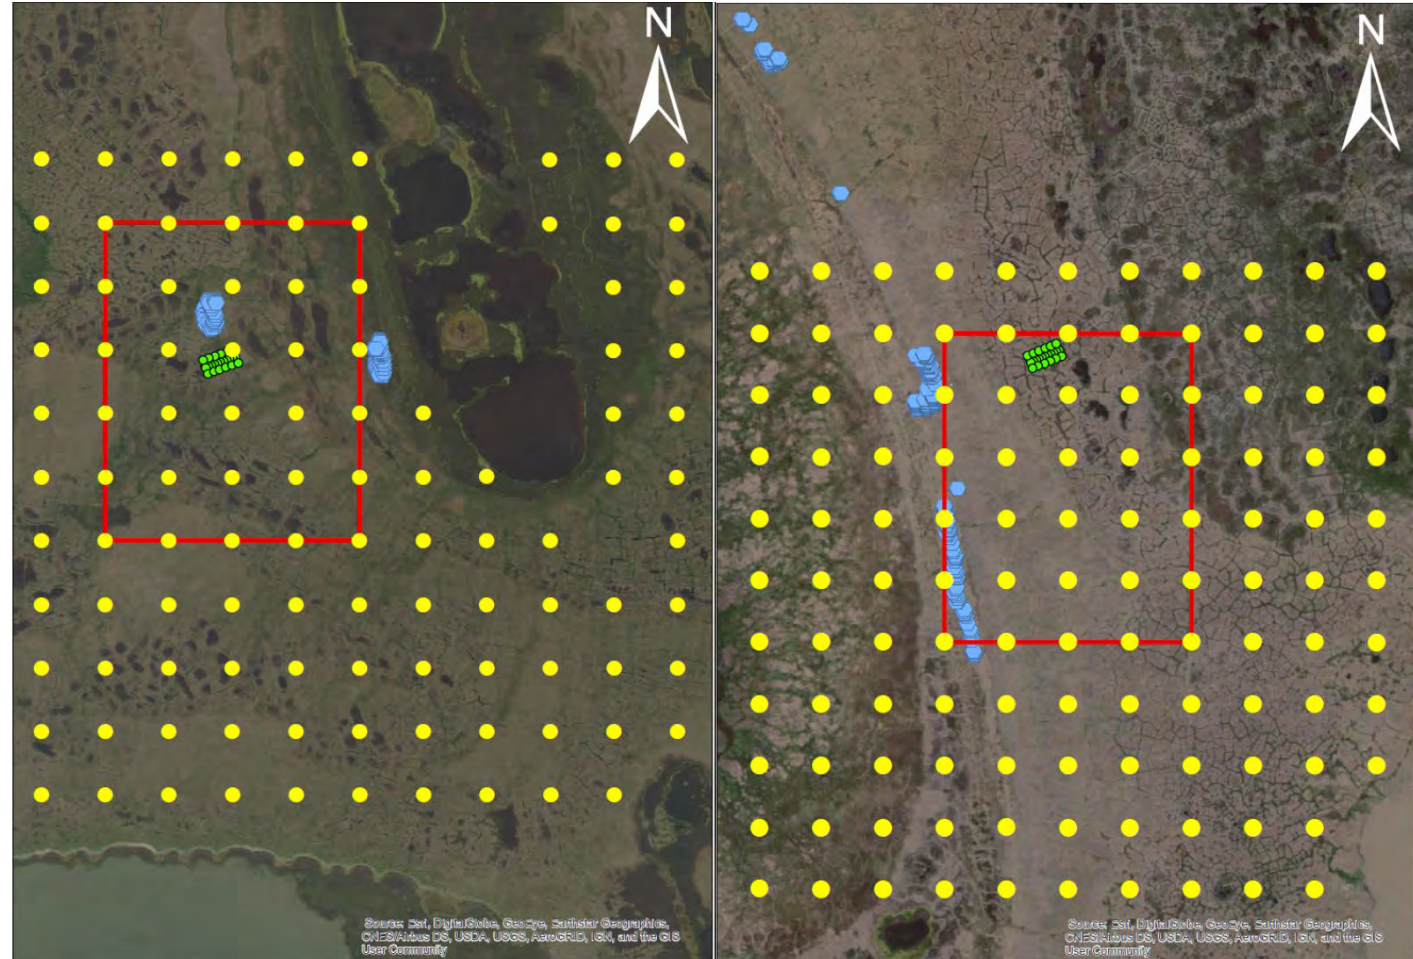 N
N
Source: Esri, DigitalGlobe, GeoEye, Earthstar Geographics,
CNES/Airbus DS, USDA, USGS, AeroGRID, IGN, and the GIS
User Community
Source: Esri, DigitalGlobe, GeoEye, Earthstar Geographics,
CNES/Airbus DS, USDA, USGS, AeroGRID, IGN, and the GIS
User Community